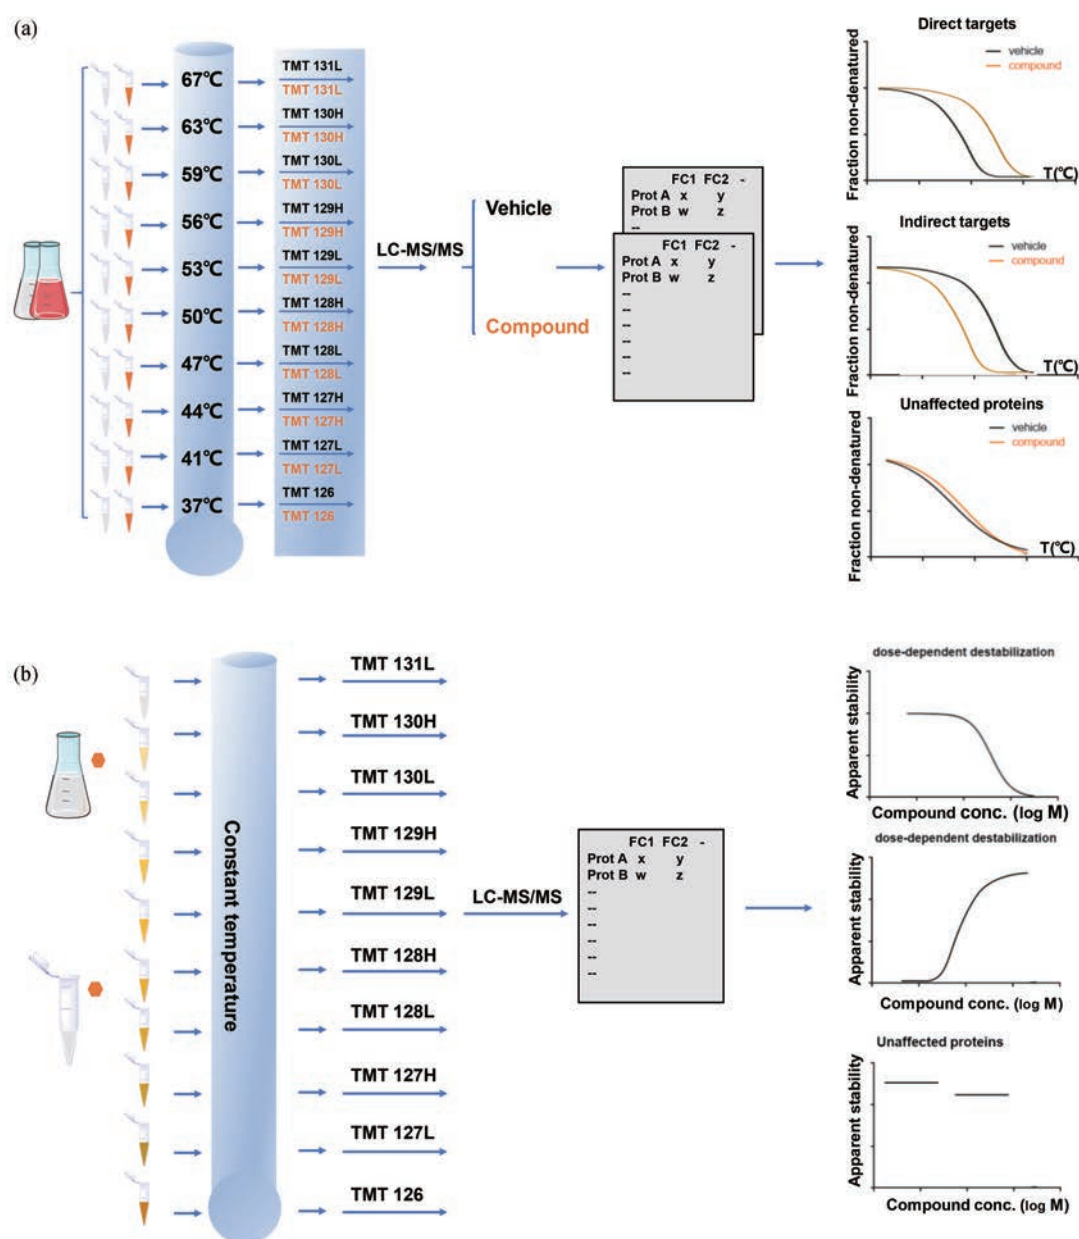 (a)
67°C
63°C
59°C
56°C
53°C
50°C
47°C
44°C
41°C
37°C
TMT 131L
TMT 131L
TMT 130H
TMT 130H
TMT 130L
TMT 130L
TMT 129H
TMT 129H
TMT 129L
TMT 129L
TMT 128H
TMT 128H
TMT 128L
TMT 128L
TMT 127H
TMT 127H
TMT 127L
TMT 127L
TMT 126
TMT 126
LC-MS/MS
Vehicle
Compound
FC1 FC2 -
Prot A x y
Prot B w z
--
FC1 FC2 -
Prot A x y
Prot B w z
--
--
--
--
--
--
Direct targets
vehicle
compound
Fraction non-denatured
T(°C)
Indirect targets
vehicle
compound
Fraction non-denatured
T(°C)
Unaffected proteins
vehicle
compound
Fraction non-denatured
T(°C)
(b)
Constant temperature
TMT 131L
TMT 130H
TMT 130L
TMT 129H
TMT 129L
TMT 128H
TMT 128L
TMT 127H
TMT 127L
TMT 126
LC-MS/MS
FC1 FC2 -
Prot A x y
Prot B w z
--
--
--
--
--
--
dose-dependent destabilization
Apparent stability
Compound conc. (log M)
dose-dependent destabilization
Apparent stability
Compound conc. (log M)
Unaffected proteins
Apparent stability
Compound conc. (log M)